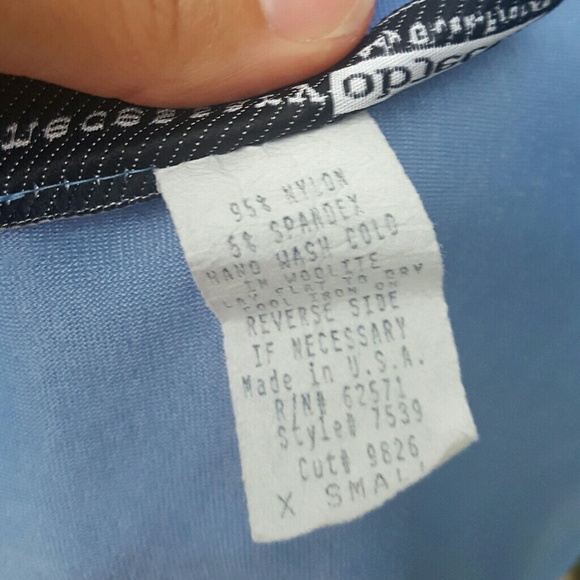 95% NYLON
5% SPANDEX
HAND WASH COLD
IN WOOLITE
LAY FLAT TO DRY
COOL IRON ON
REVERSE SIDE
IF NECESSARY
Made in U.S.A.
R/N# 62571
Style# 7539
Cut# 9826
X SMALL